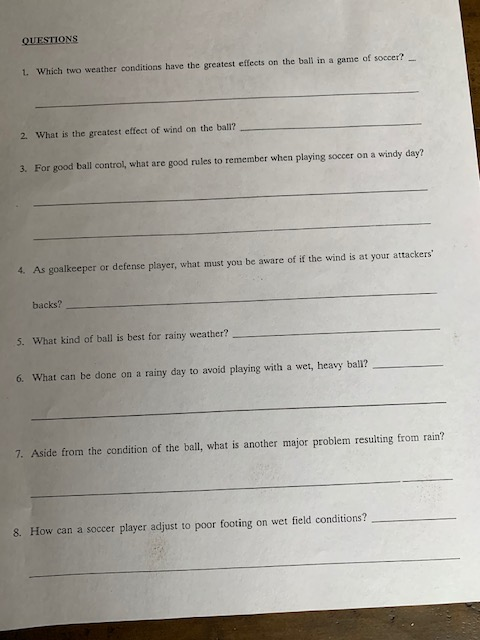 QUESTIONS
1. Which two weather conditions have the greatest effects on the ball in a game of soccer?
2. What is the greatest effect of wind on the ball?
3. For good ball control, what are good rules to remember when playing soccer on a windy day?
4. As goalkeeper or defense player, what must you be aware of if the wind is at your attackers'
backs?
5. What kind of ball is best for rainy weather?
6. What can be done on a rainy day to avoid playing with a wet, heavy ball?
7. Aside from the condition of the ball, what is another major problem resulting from rain?
8. How can a soccer player adjust to poor footing on wet field conditions?